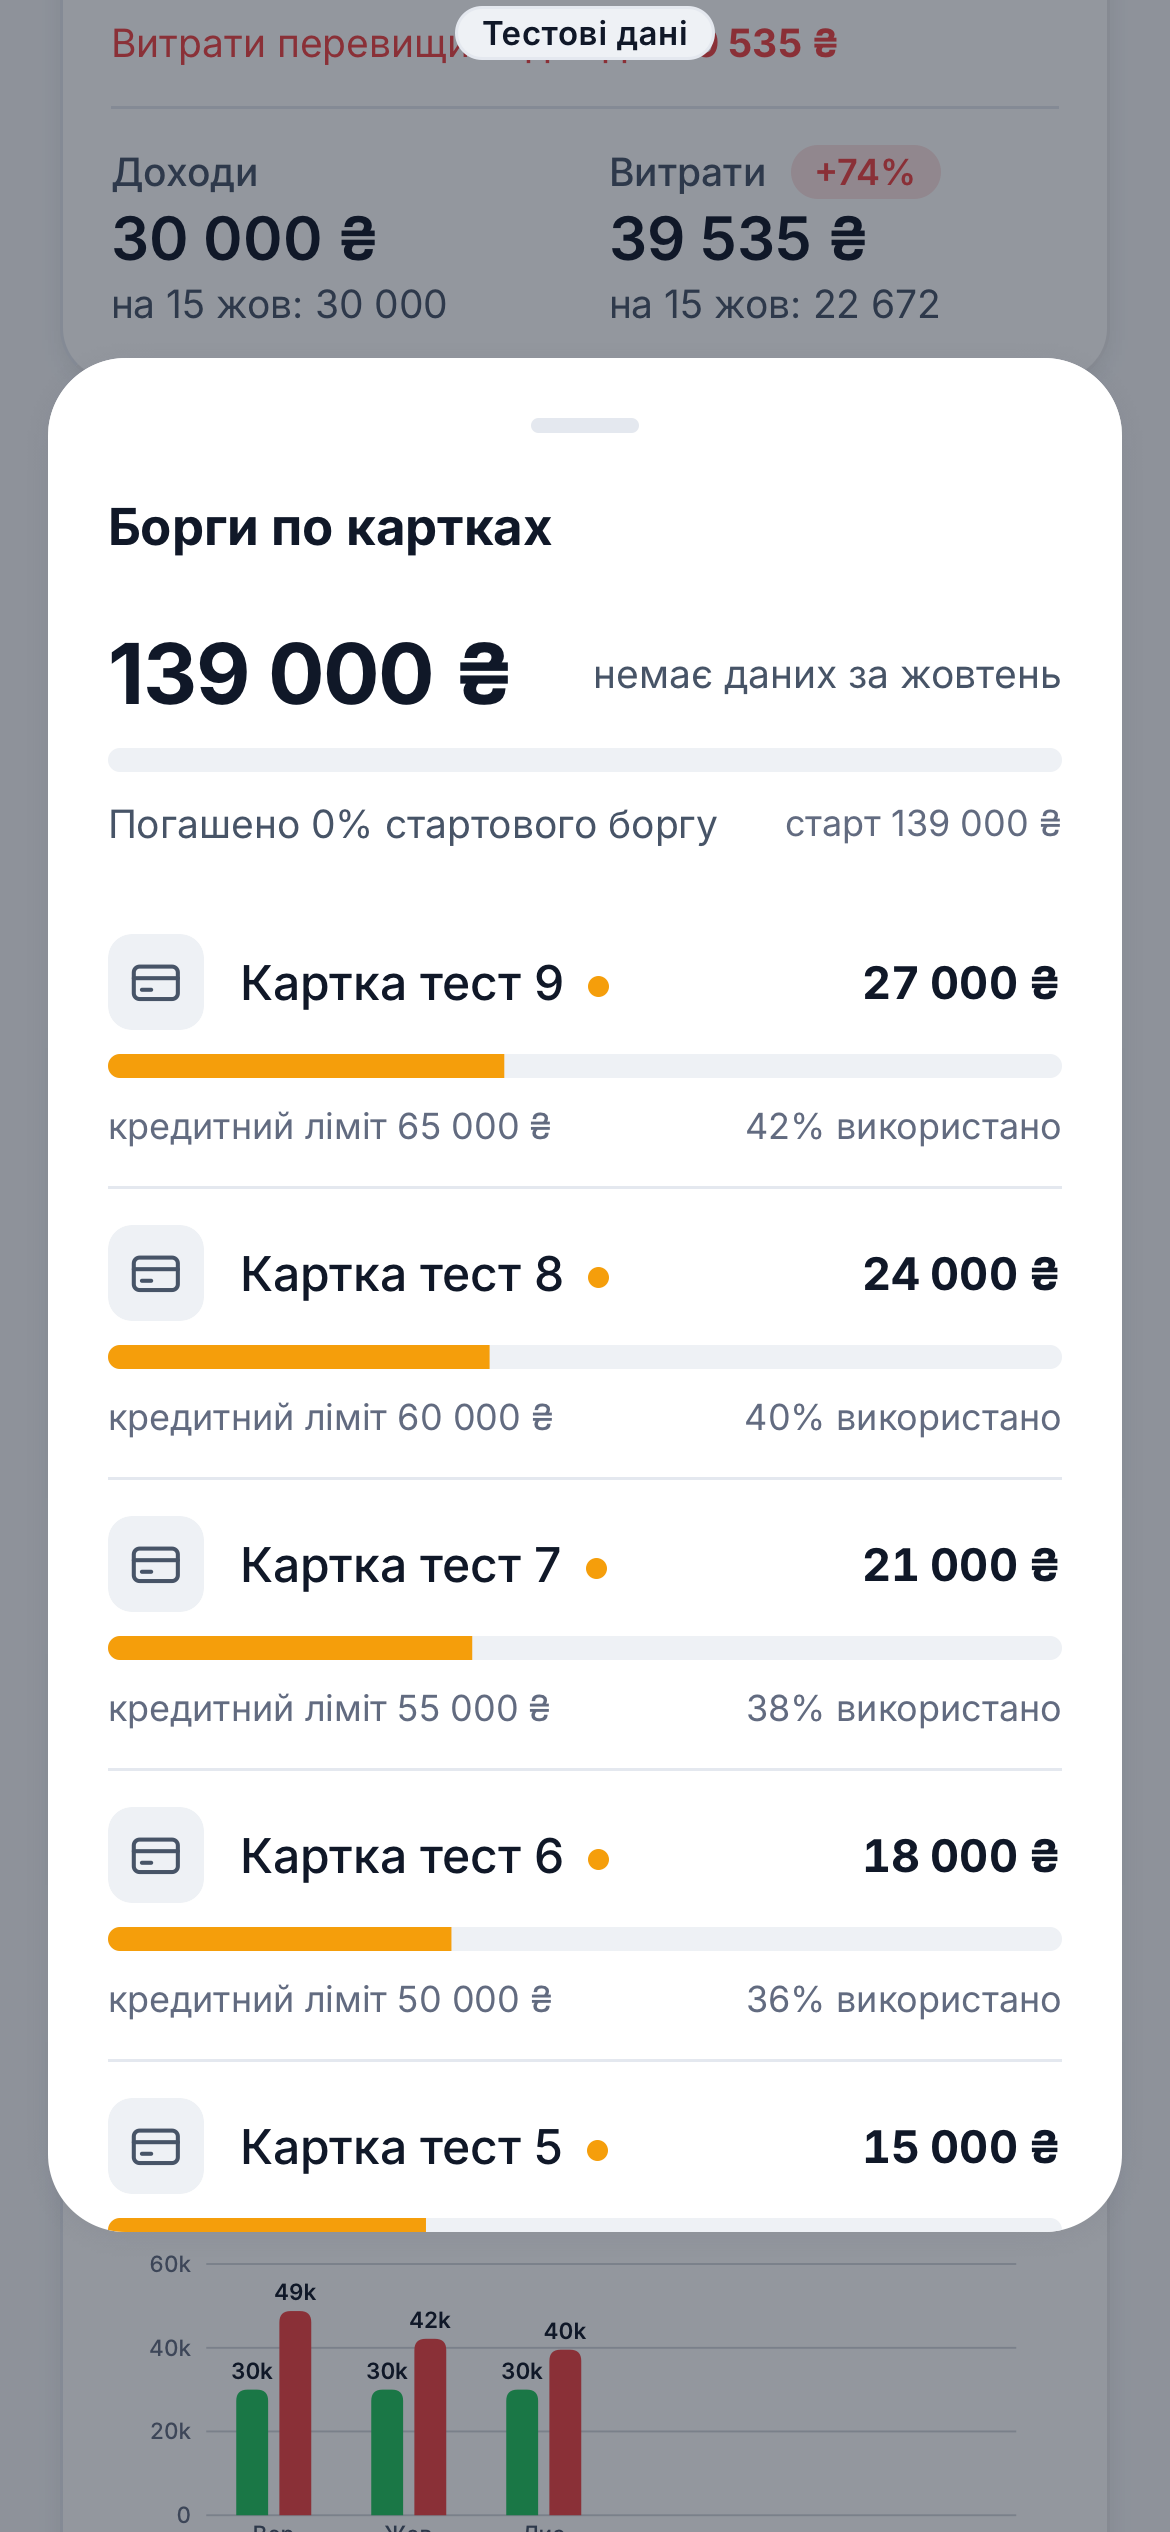 Тестові дані
Витрати перевищи 535 ₴
Доходи Витрати +74%
30 000 ₴ 39 535 ₴
на 15 жов: 30 000 на 15 жов: 22 672
Борги по картках
139 000 ₴ немає даних за жовтень
Погашено 0% стартового боргу старт 139 000 ₴
Картка тест 9 27 000 ₴
кредитний ліміт 65 000 ₴ 42% використано
Картка тест 8 24 000 ₴
кредитний ліміт 60 000 ₴ 40% використано
Картка тест 7 21 000 ₴
кредитний ліміт 55 000 ₴ 38% використано
Картка тест 6 18 000 ₴
кредитний ліміт 50 000 ₴ 36% використано
Картка тест 5 15 000 ₴
60k
49k
42k
40k
40k
30k 30k 30k
20k
0